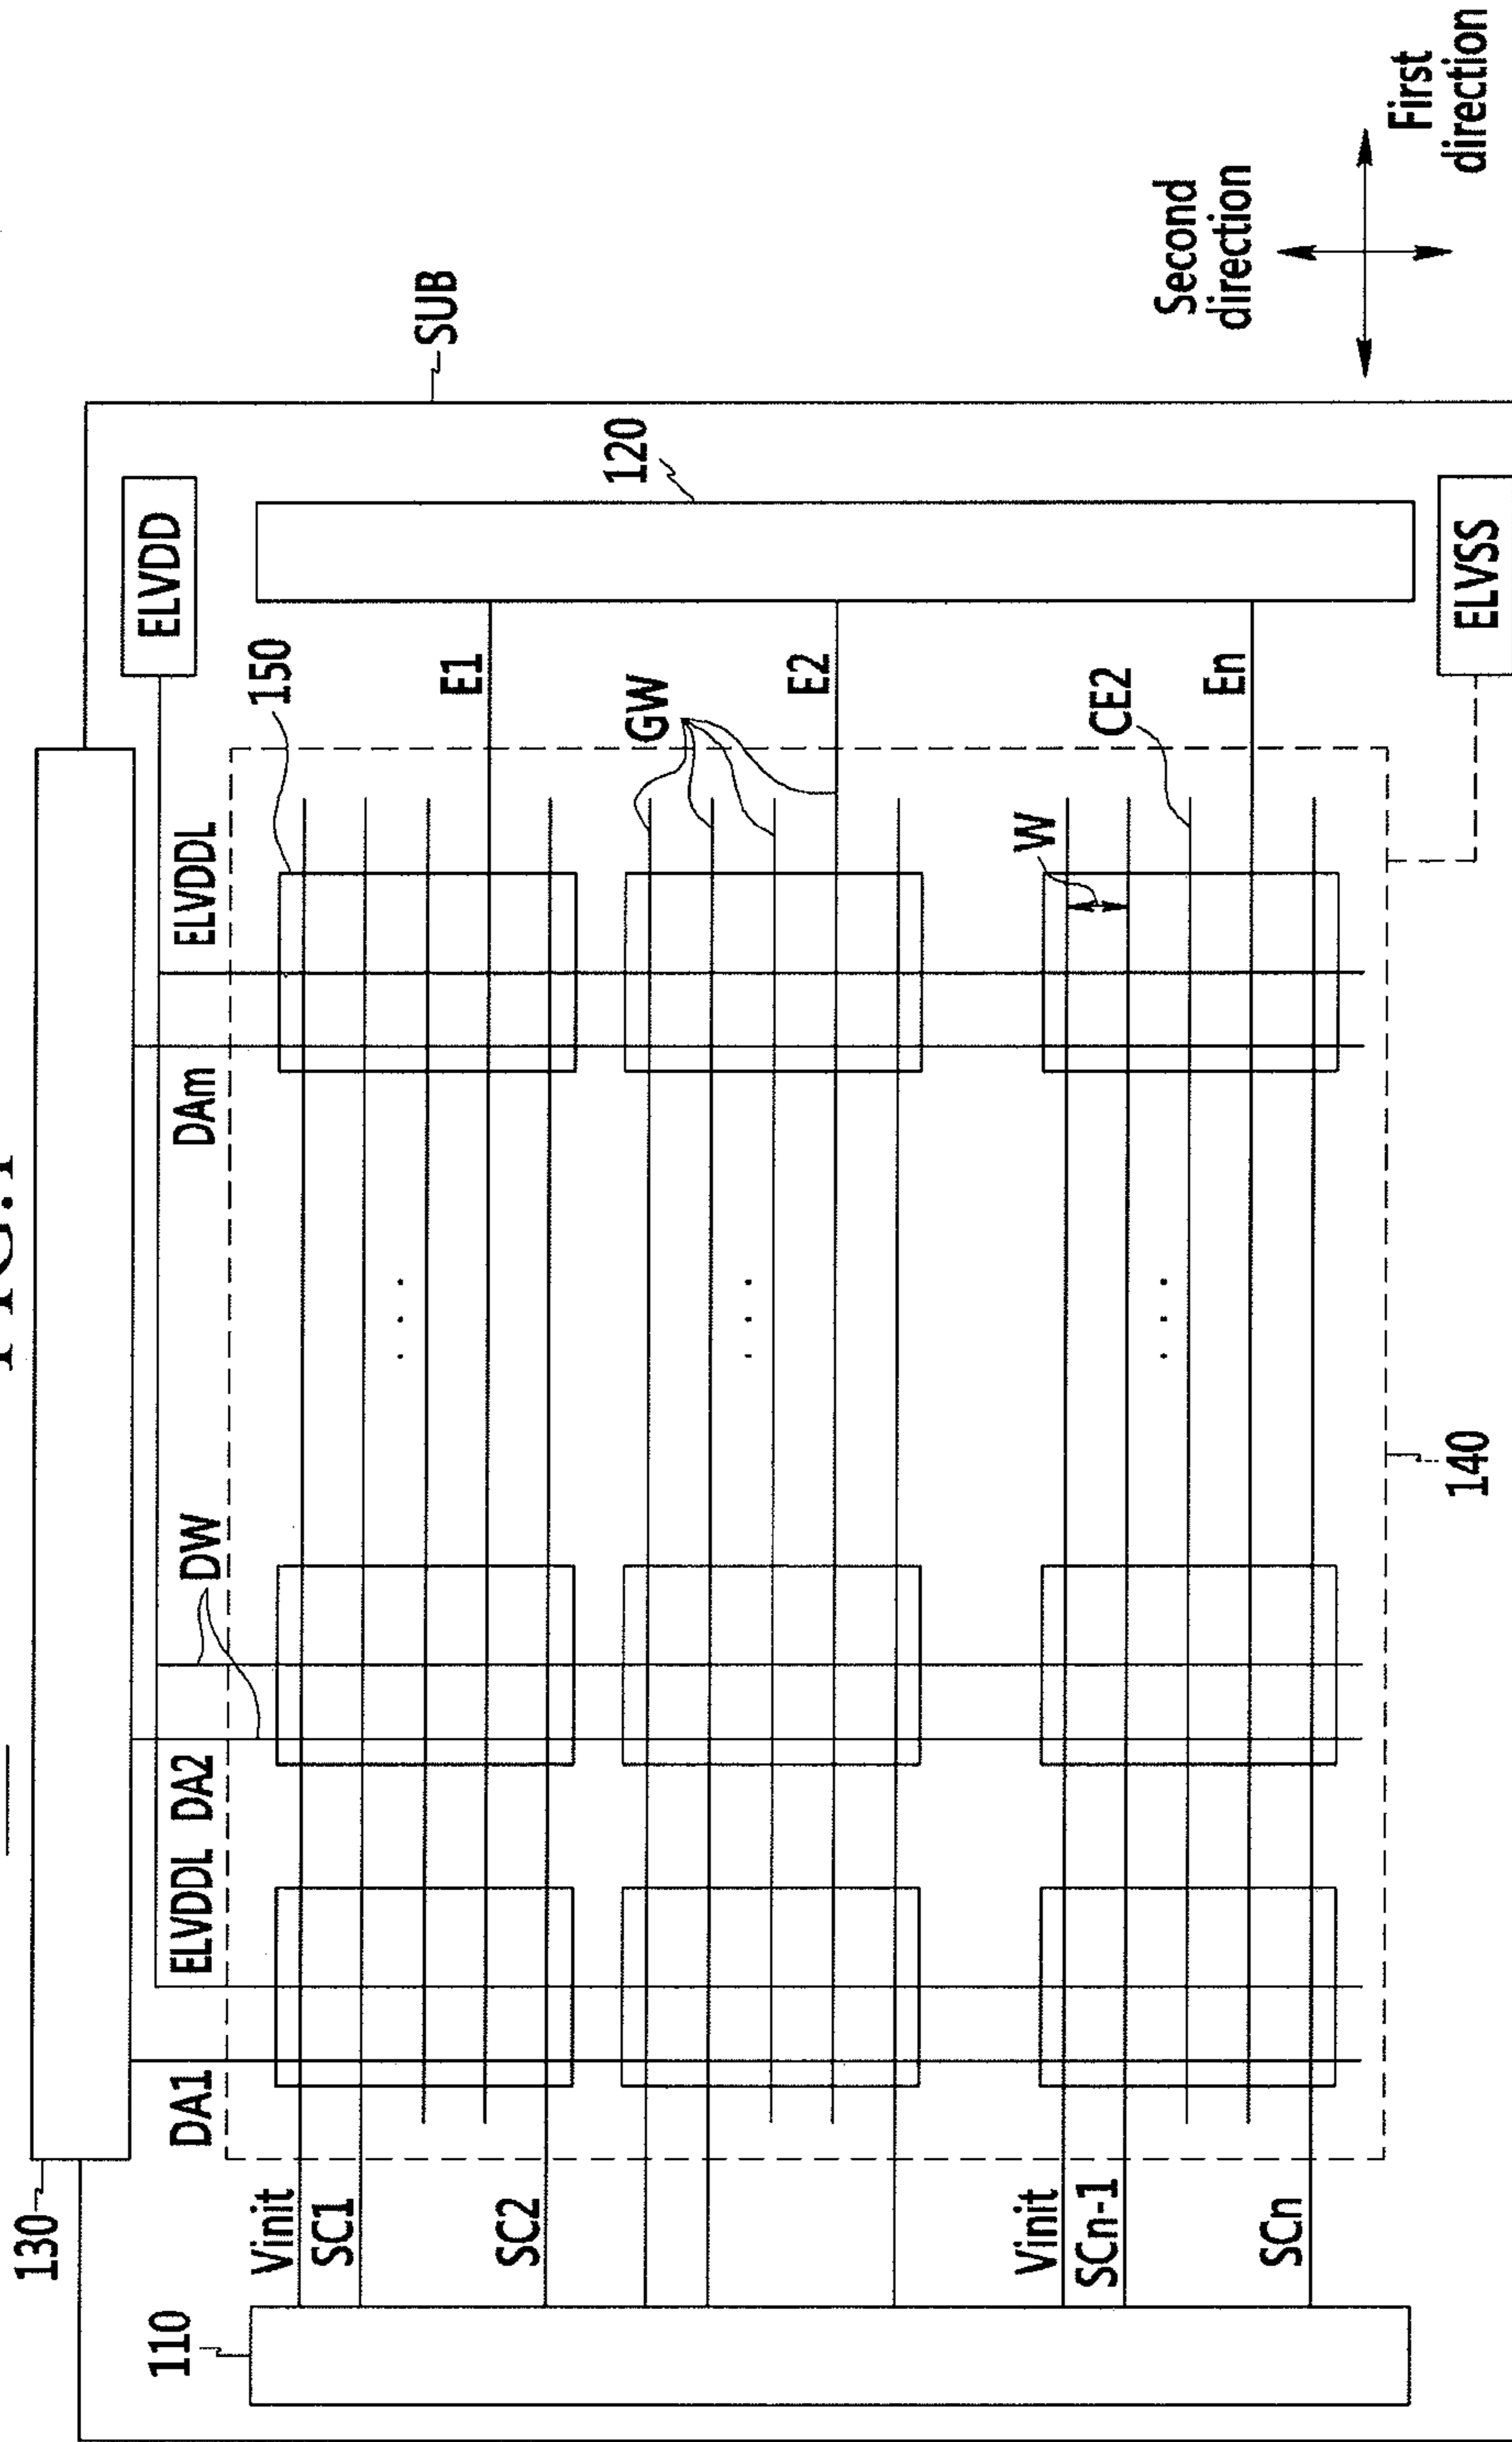 FIG. 1
130
ELVDD
DA1
ELVDDL
DA2
DW
DAm
ELVDDL
150
SUB
110
120
Vinit
SC1
SC2
E1
GW
E2
W
CE2
Vinit
SCn-1
SCn
En
140
ELVSS
Second
direction
First
direction